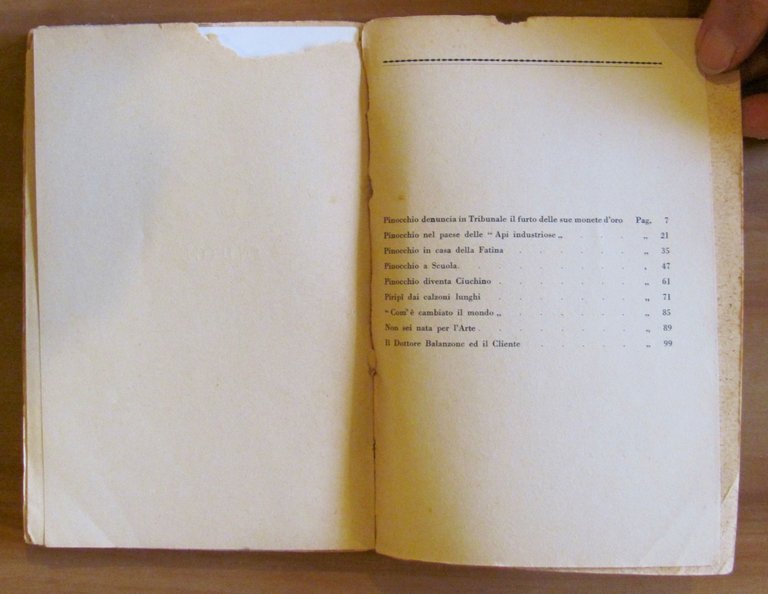 Pinocchio denuncia in Tribunale il furto delle sue monete d'oro Pag. 7
Pinocchio nel paese delle " Api industriose „ . . „ 21
Pinocchio in casa della Fatina . . . . . . „ 35
Pinocchio a Scuola. . . . . . . . , 47
Pinocchio diventa Ciuchino . . . . . . „ 61
Piripì dai calzoni lunghi . . . . . . . „ 71
"Com'è cambiato il mondo „ . . . . . . „ 85
Non sei nata per l'Arte . . . . . . . „ 89
Il Dottore Balanzone ed il Cliente . . . . . „ 99